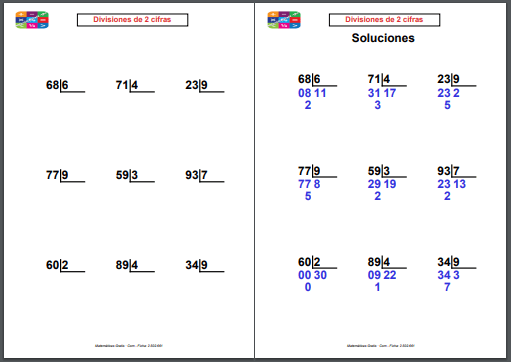 Divisiones de 2 cifras
68 6 71 4 23 9
77 9 59 3 93 7
60 2 89 4 34 9
Divisiones de 2 cifras
Soluciones
68 6 71 4 23 9
08 11 31 17 23 2
2 3 5
77 9 59 3 93 7
77 8 29 19 23 13
5 2 2
60 2 89 4 34 9
00 30 09 22 34 3
0 1 7